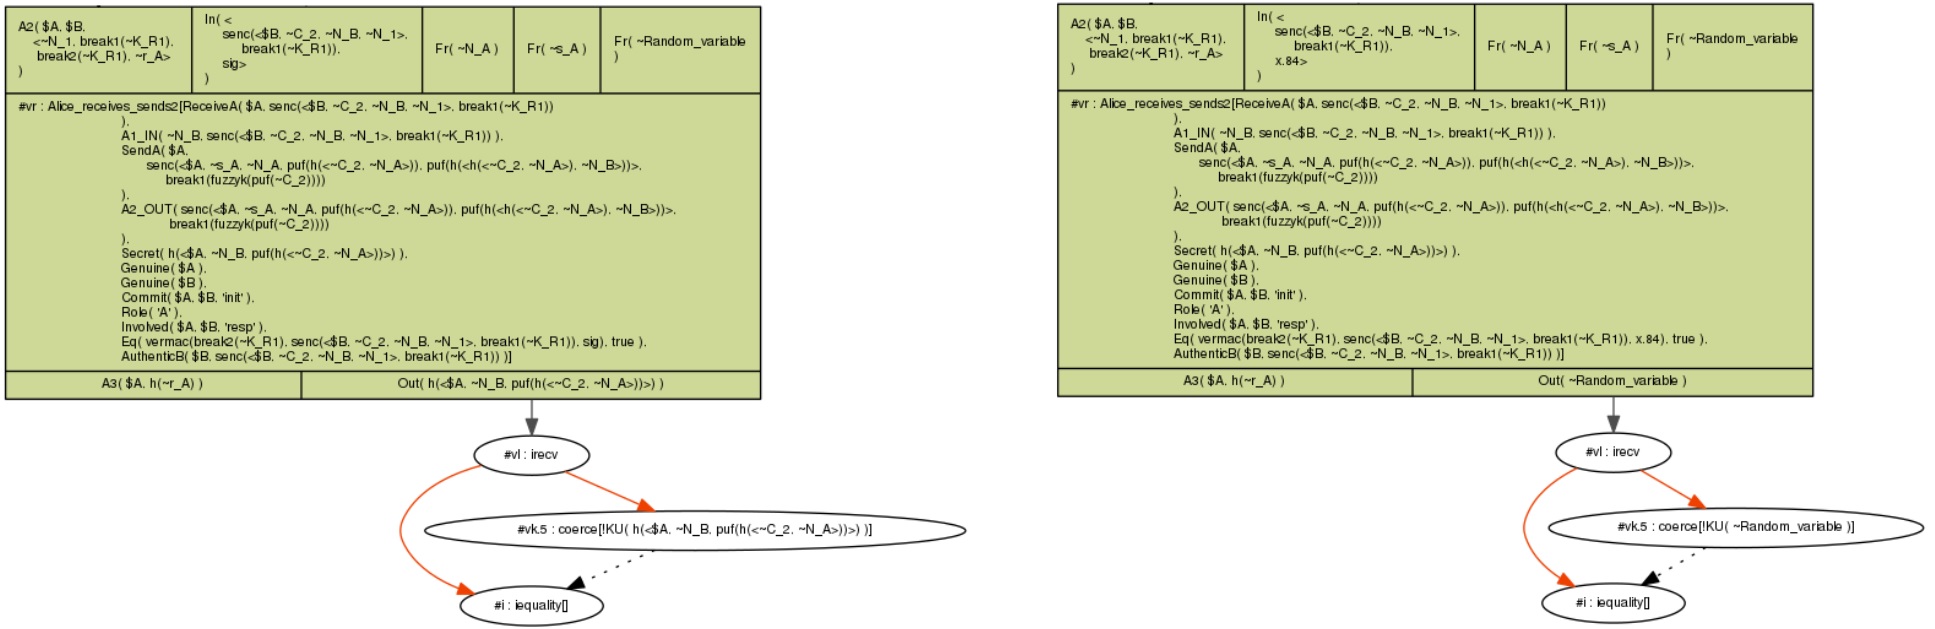 A2( $A. $B.
<~N_1. break1(~K_R1).
break2(~K_R1). ~r_A>
)
In( <
senc(<$B. ~C_2. ~N_B. ~N_1>.
break1(~K_R1)).
sig>
)
Fr( ~N_A )
Fr( ~s_A )
Fr( ~Random_variable
)
#vr : Alice_receives_sends2[ReceiveA( $A. senc(<$B. ~C_2. ~N_B. ~N_1>. break1(~K_R1))
).
A1_IN( ~N_B. senc(<$B. ~C_2. ~N_B. ~N_1>. break1(~K_R1)) ).
SendA( $A.
senc(<$A. ~s_A. ~N_A. puf(h(<~C_2. ~N_A>)). puf(h(<h(<~C_2. ~N_A>). ~N_B>))>.
break1(fuzzyk(puf(~C_2))))
).
A2_OUT( senc(<$A. ~s_A. ~N_A. puf(h(<~C_2. ~N_A>)). puf(h(<h(<~C_2. ~N_A>). ~N_B>))>.
break1(fuzzyk(puf(~C_2))))
).
Secret( h(<$A. ~N_B. puf(h(<~C_2. ~N_A>))>) ).
Genuine( $A ).
Genuine( $B ).
Commit( $A. $B. 'init' ).
Role( 'A' ).
Involved( $A. $B. 'resp' ).
Eq( vermac(break2(~K_R1). senc(<$B. ~C_2. ~N_B. ~N_1>. break1(~K_R1)). sig). true ).
AuthenticB( $B. senc(<$B. ~C_2. ~N_B. ~N_1>. break1(~K_R1)) )]
A3( $A. h(~r_A) )
Out( h(<$A. ~N_B. puf(h(<~C_2. ~N_A>))>) )
#vl : irecv
#vk.5 : coerce[!KU( h(<$A. ~N_B. puf(h(<~C_2. ~N_A>))>) )]
#i : iequality[]
A2( $A. $B.
<~N_1. break1(~K_R1).
break2(~K_R1). ~r_A>
)
In( <
senc(<$B. ~C_2. ~N_B. ~N_1>.
break1(~K_R1)).
x.84>
)
Fr( ~N_A )
Fr( ~s_A )
Fr( ~Random_variable
)
#vr : Alice_receives_sends2[ReceiveA( $A. senc(<$B. ~C_2. ~N_B. ~N_1>. break1(~K_R1))
).
A1_IN( ~N_B. senc(<$B. ~C_2. ~N_B. ~N_1>. break1(~K_R1)) ).
SendA( $A.
senc(<$A. ~s_A. ~N_A. puf(h(<~C_2. ~N_A>)). puf(h(<h(<~C_2. ~N_A>). ~N_B>))>.
break1(fuzzyk(puf(~C_2))))
).
A2_OUT( senc(<$A. ~s_A. ~N_A. puf(h(<~C_2. ~N_A>)). puf(h(<h(<~C_2. ~N_A>). ~N_B>))>.
break1(fuzzyk(puf(~C_2))))
).
Secret( h(<$A. ~N_B. puf(h(<~C_2. ~N_A>))>) ).
Genuine( $A ).
Genuine( $B ).
Commit( $A. $B. 'init' ).
Role( 'A' ).
Involved( $A. $B. 'resp' ).
Eq( vermac(break2(~K_R1). senc(<$B. ~C_2. ~N_B. ~N_1>. break1(~K_R1)). x.84). true ).
AuthenticB( $B. senc(<$B. ~C_2. ~N_B. ~N_1>. break1(~K_R1)) )]
A3( $A. h(~r_A) )
Out( ~Random_variable )
#vl : irecv
#vk.5 : coerce[!KU( ~Random_variable )]
#i : iequality[]